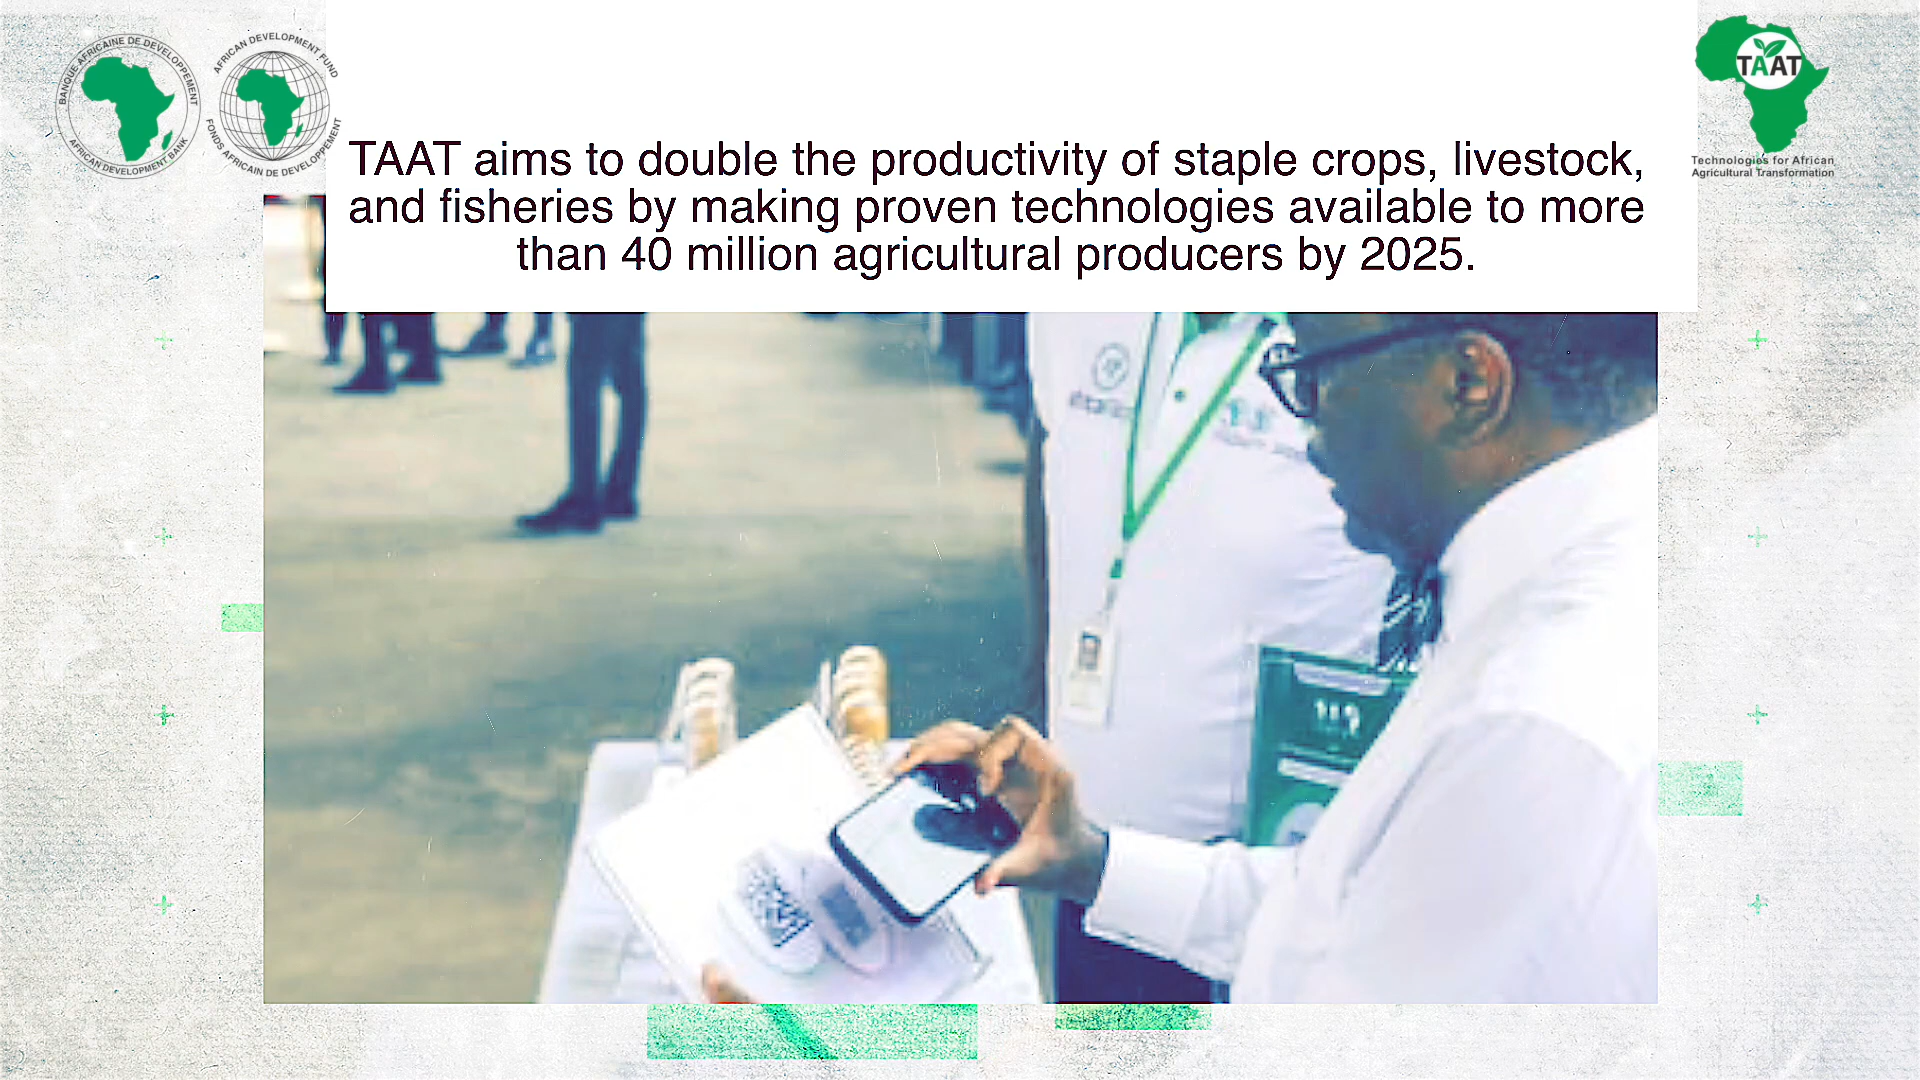 BANQUE AFRICAINE DE DEVELOPPEMENT
AFRICAN DEVELOPMENT BANK
AFRICAN DEVELOPMENT FUND
FONDS AFRICAIN DE DEVELOPPEMENT
TAAT
Technologies for African
Agricultural Transformation
TAAT aims to double the productivity of staple crops, livestock,
and fisheries by making proven technologies available to more
than 40 million agricultural producers by 2025.